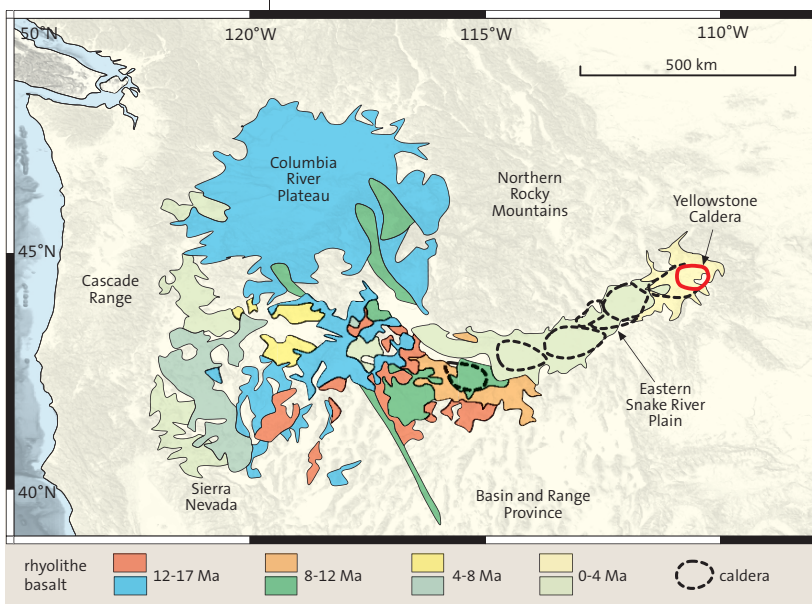 50°N
120°W
115°W
110°W
500 km
Columbia
River
Plateau
Northern
Rocky
Mountains
Yellowstone
Caldera
45°N
Cascade
Range
Eastern
Snake River
Plain
Sierra
Nevada
Basin and Range
Province
40°N
rhyolithe
basalt
12-17 Ma
8-12 Ma
4-8 Ma
0-4 Ma
caldera